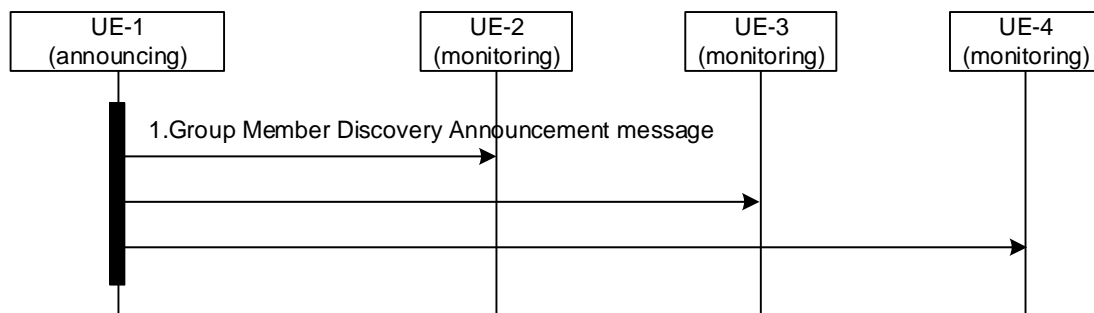 UE-1
(announcing)
UE-2
(monitoring)
UE-3
(monitoring)
UE-4
(monitoring)
1.Group Member Discovery Announcement message